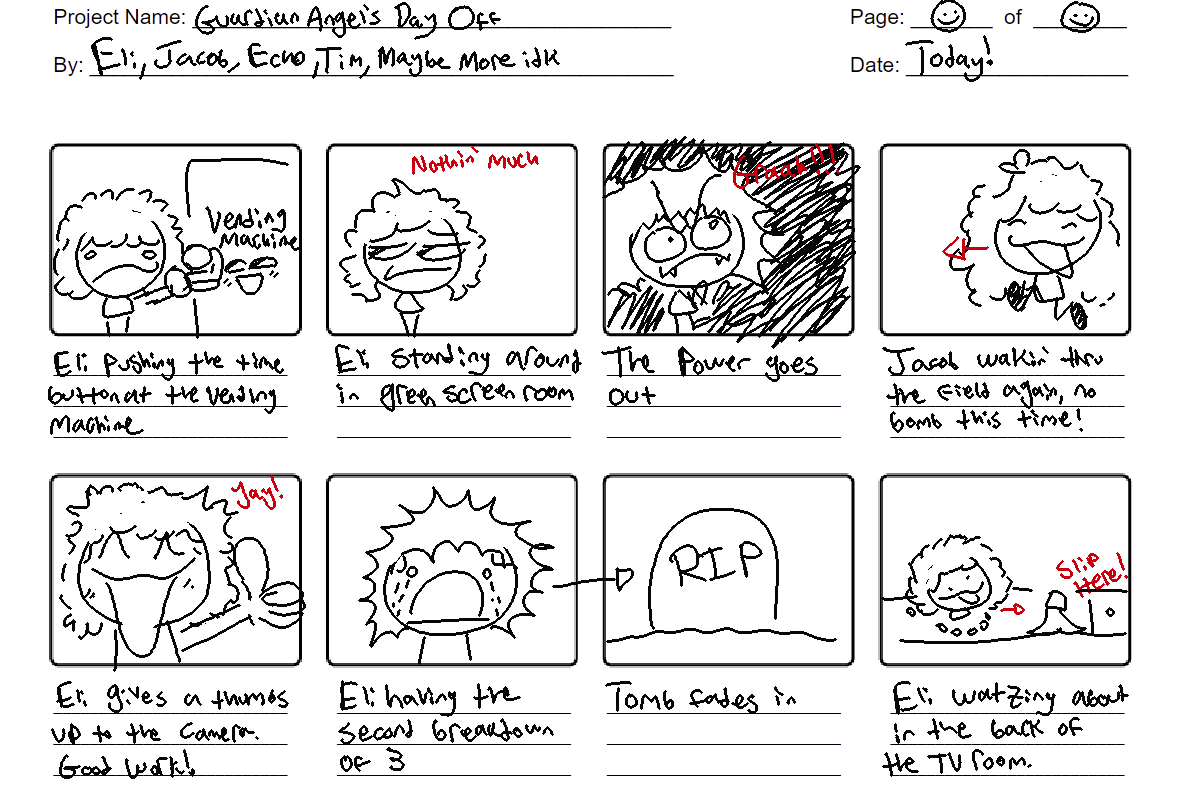 Project Name: Guardian Angel's Day Off
Page: of
By: Eli, Jacob, Echo, Tim, Maybe More idk
Date: Today!
Vending
Machine
Nothin' Much
Graah!!!
Eli Pushing the time
button at the Vending
Machine
Eli Standing around
in green screen room
The Power goes
out
Jacob walkin' thru
the Field again, no
bomb this time!
Yay!
RIP
Slip
Here!
Eli gives a thumbs
up to the Camera.
Good Work!
Eli having the
second breakdown
of 3
Tomb fades in
Eli waltzing about
in the back of
the TV room.